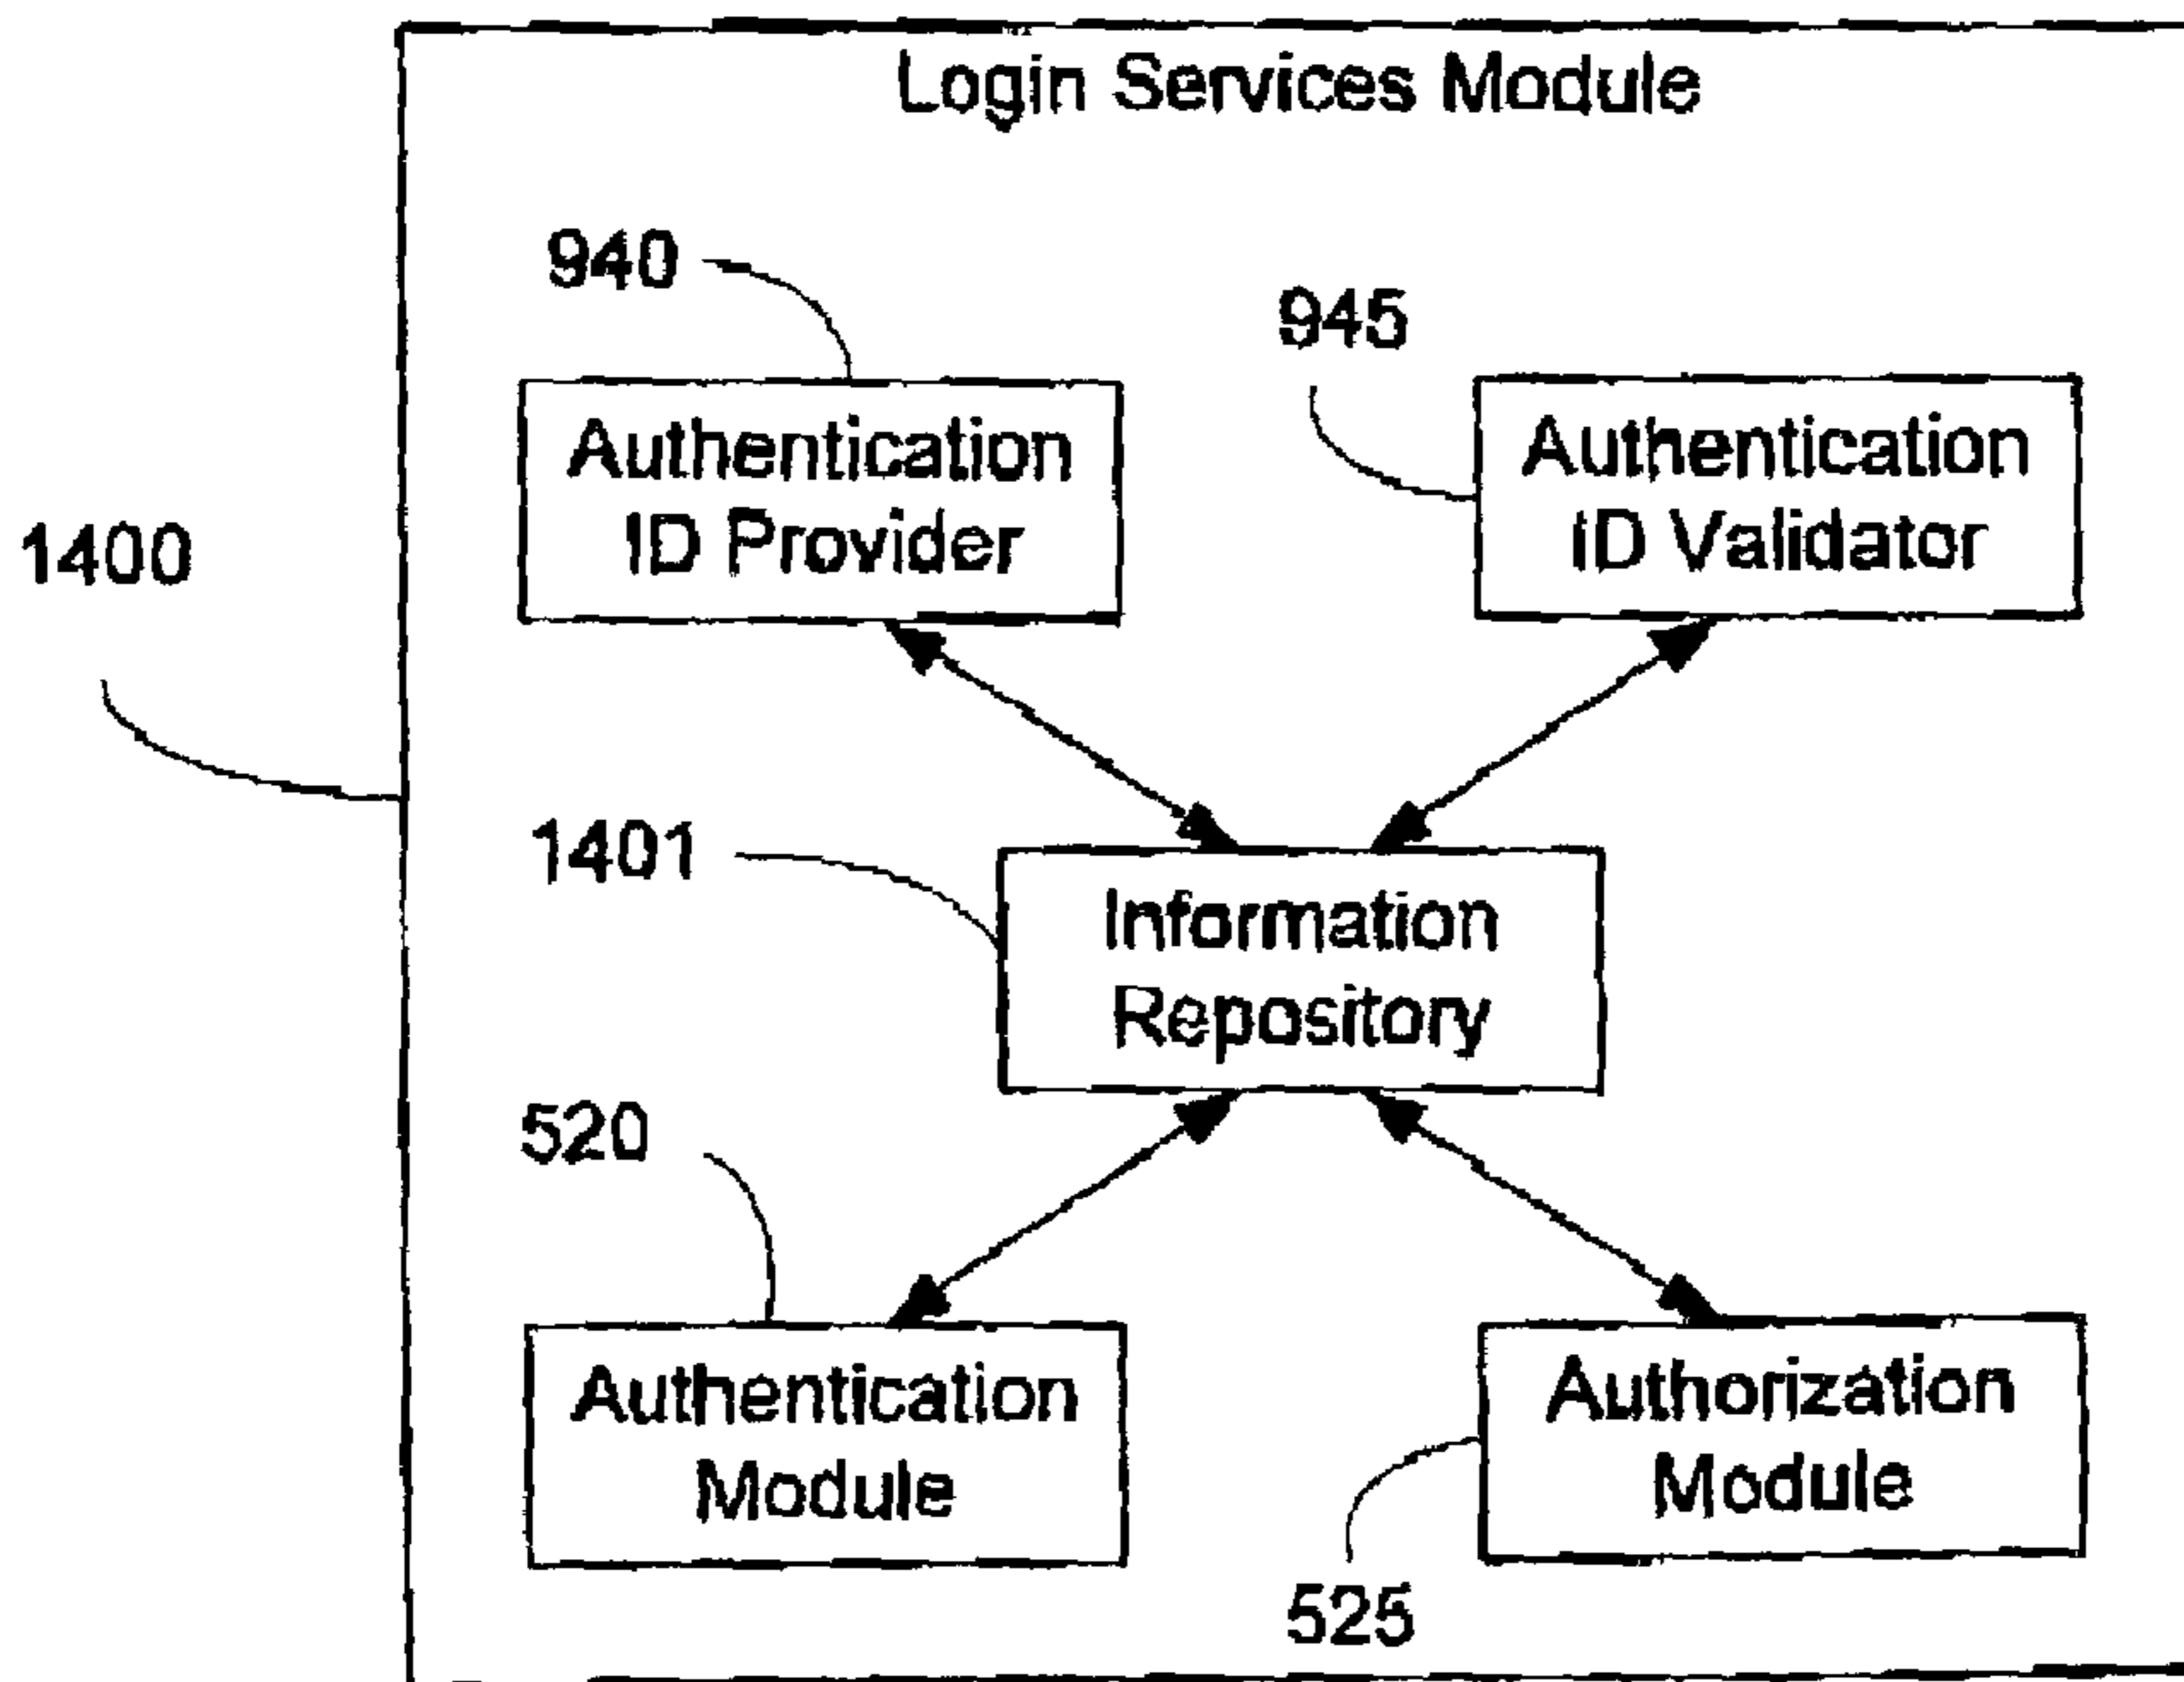 Login Services Module
940
945
Authentication
ID Provider
Authentication
ID Validator
1400
1401
Information
Repository
520
Authentication
Module
Authorization
Module
525